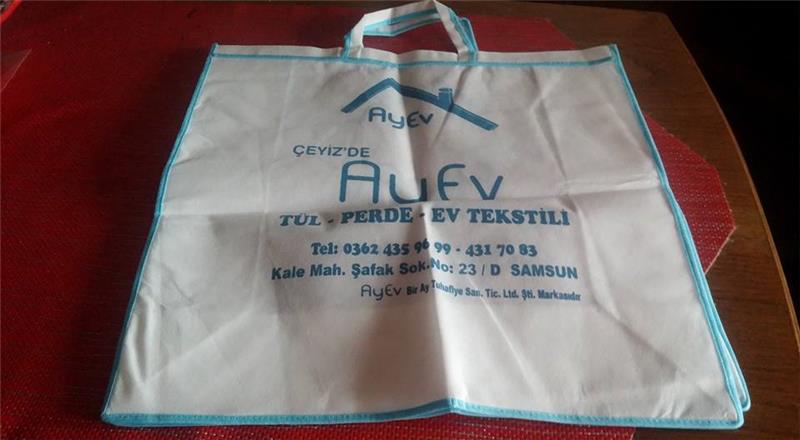 AyEv
ÇEYİZ'DE
AyEv
TÜL - PERDE - EV TEKSTİLİ
Tel: 0362 435 96 99 - 431 70 83
Kale Mah. Şafak Sok. No: 23 / D SAMSUN
AyEv Bir Ay Tuhafiye San. Tic. Ltd. Şti. Markasıdır